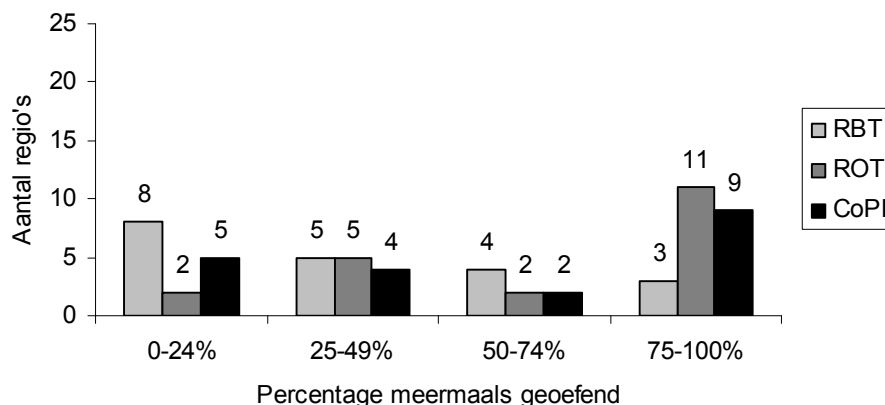 25
20
15
10
5
0
Aantal regio's
8 2 5
5 5 4
4 2 2
3 11 9
0-24% 25-49% 50-74% 75-100%
Percentage meermaals geoefend
RBT
ROT
CoPI